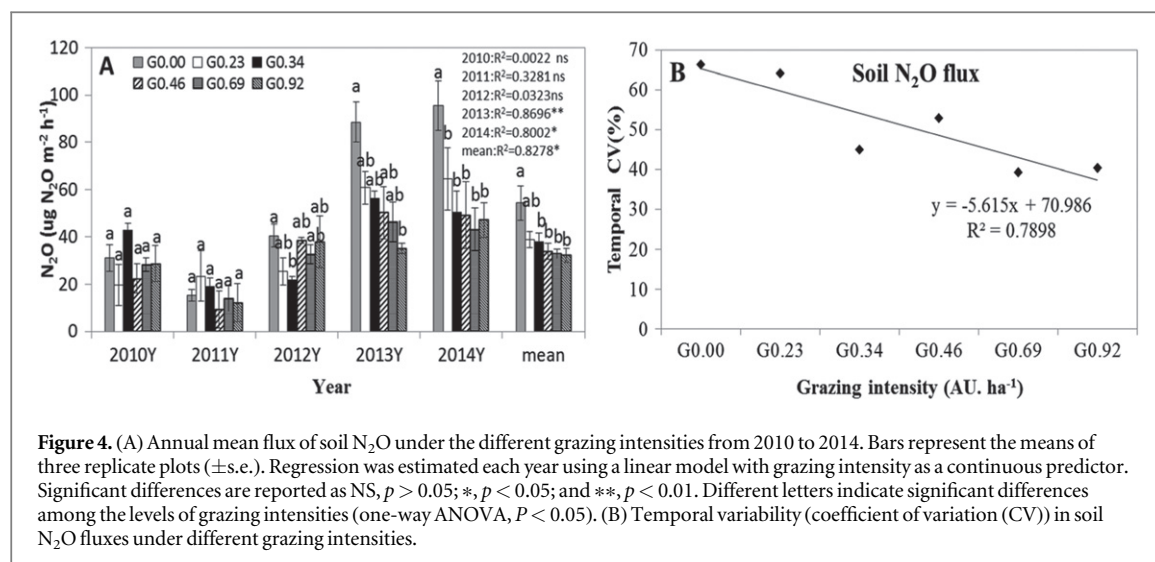 A
G0.00 G0.23 G0.34
G0.46 G0.69 G0.92
2010:R²=0.0022 ns
2011:R²=0.3281 ns
2012:R²=0.0323ns
2013:R²=0.8696**
2014:R²=0.8002*
mean:R²=0.8278*
N₂O (ug N₂O m⁻² h⁻¹)
120
100
80
60
40
20
0
a a a a a a
a a a a a a
a ab b ab ab ab
a ab ab ab ab b
a b b b b b
a ab b b b b
2010Y 2011Y 2012Y 2013Y 2014Y mean
Year
B
Soil N₂O flux
Temporal CV(%)
70
60
50
40
30
20
10
0
y = -5.615x + 70.986
R² = 0.7898
G0.00 G0.23 G0.34 G0.46 G0.69 G0.92
Grazing intensity (AU. ha⁻¹)
Figure 4. (A) Annual mean flux of soil N₂O under the different grazing intensities from 2010 to 2014. Bars represent the means of
three replicate plots (±s.e.). Regression was estimated each year using a linear model with grazing intensity as a continuous predictor.
Significant differences are reported as NS, p > 0.05; *, p < 0.05; and **, p < 0.01. Different letters indicate significant differences
among the levels of grazing intensities (one-way ANOVA, P < 0.05). (B) Temporal variability (coefficient of variation (CV)) in soil
N₂O fluxes under different grazing intensities.